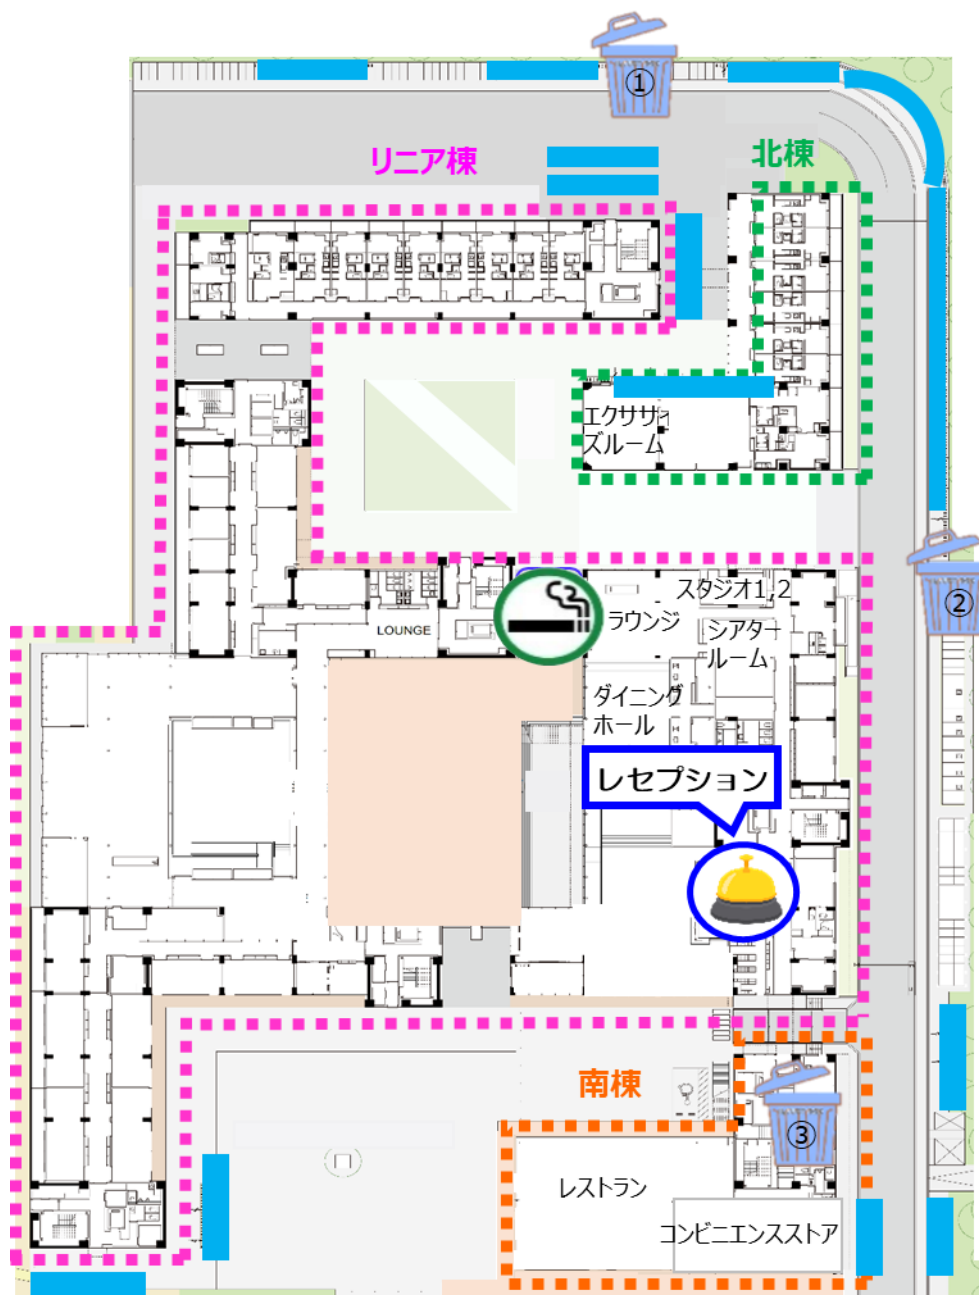 ①
リニア棟
北棟
エクササイ
ズルーム
②
スタジオ1,2
ラウンジ
LOUNGE
シアター
ルーム
ダイニング
ホール
レセプション
南棟
③
レストラン
コンビニエンスストア